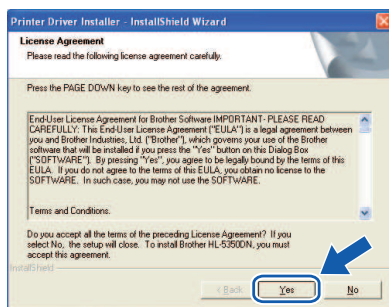 Printer Driver Installer - InstallShield Wizard
License Agreement
Please read the following license agreement carefully.
Press the PAGE DOWN key to see the rest of the agreement.
End-User License Agreement for Brother Software IMPORTANT- PLEASE READ
CAREFULLY: This End-User License Agreement ("EULA") is a legal agreement between
you and Brother Industries, Ltd. ("Brother"), which governs your use of the Brother
software that will be installed if you press the "Yes" button on this Dialog Box
("SOFTWARE"). By pressing "Yes", you agree to be legally bound by the terms of this
EULA. If you do not agree to the terms of this EULA, you obtain no license to the
SOFTWARE. In such case, you may not use the SOFTWARE.
Terms and Conditions.
Do you accept all the terms of the preceding License Agreement? If you
select No, the setup will close. To install Brother HL-5350DN, you must
accept this agreement.
InstallShield
< Back
Yes
No